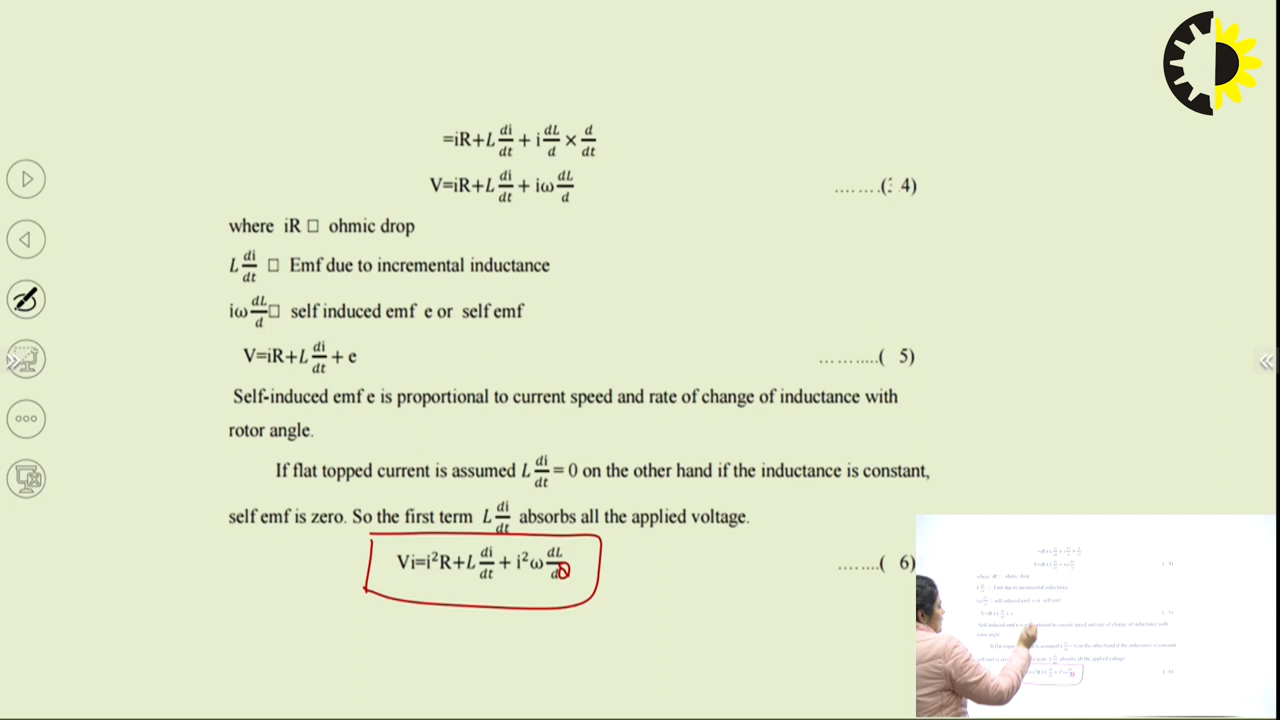 =iR+L di/dt + i dL/d × d/dt
V=iR+L di/dt + iω dL/d ........(: 4)
where iR □ ohmic drop
L di/dt □ Emf due to incremental inductance
iω dL/d □ self induced emf e or self emf
V=iR+L di/dt + e ...........( 5)
Self-induced emf e is proportional to current speed and rate of change of inductance with
rotor angle.
If flat topped current is assumed L di/dt = 0 on the other hand if the inductance is constant,
self emf is zero. So the first term L di/dt absorbs all the applied voltage.
Vi=i²R+L di/dt + i²ω dL/dθ ........( 6)